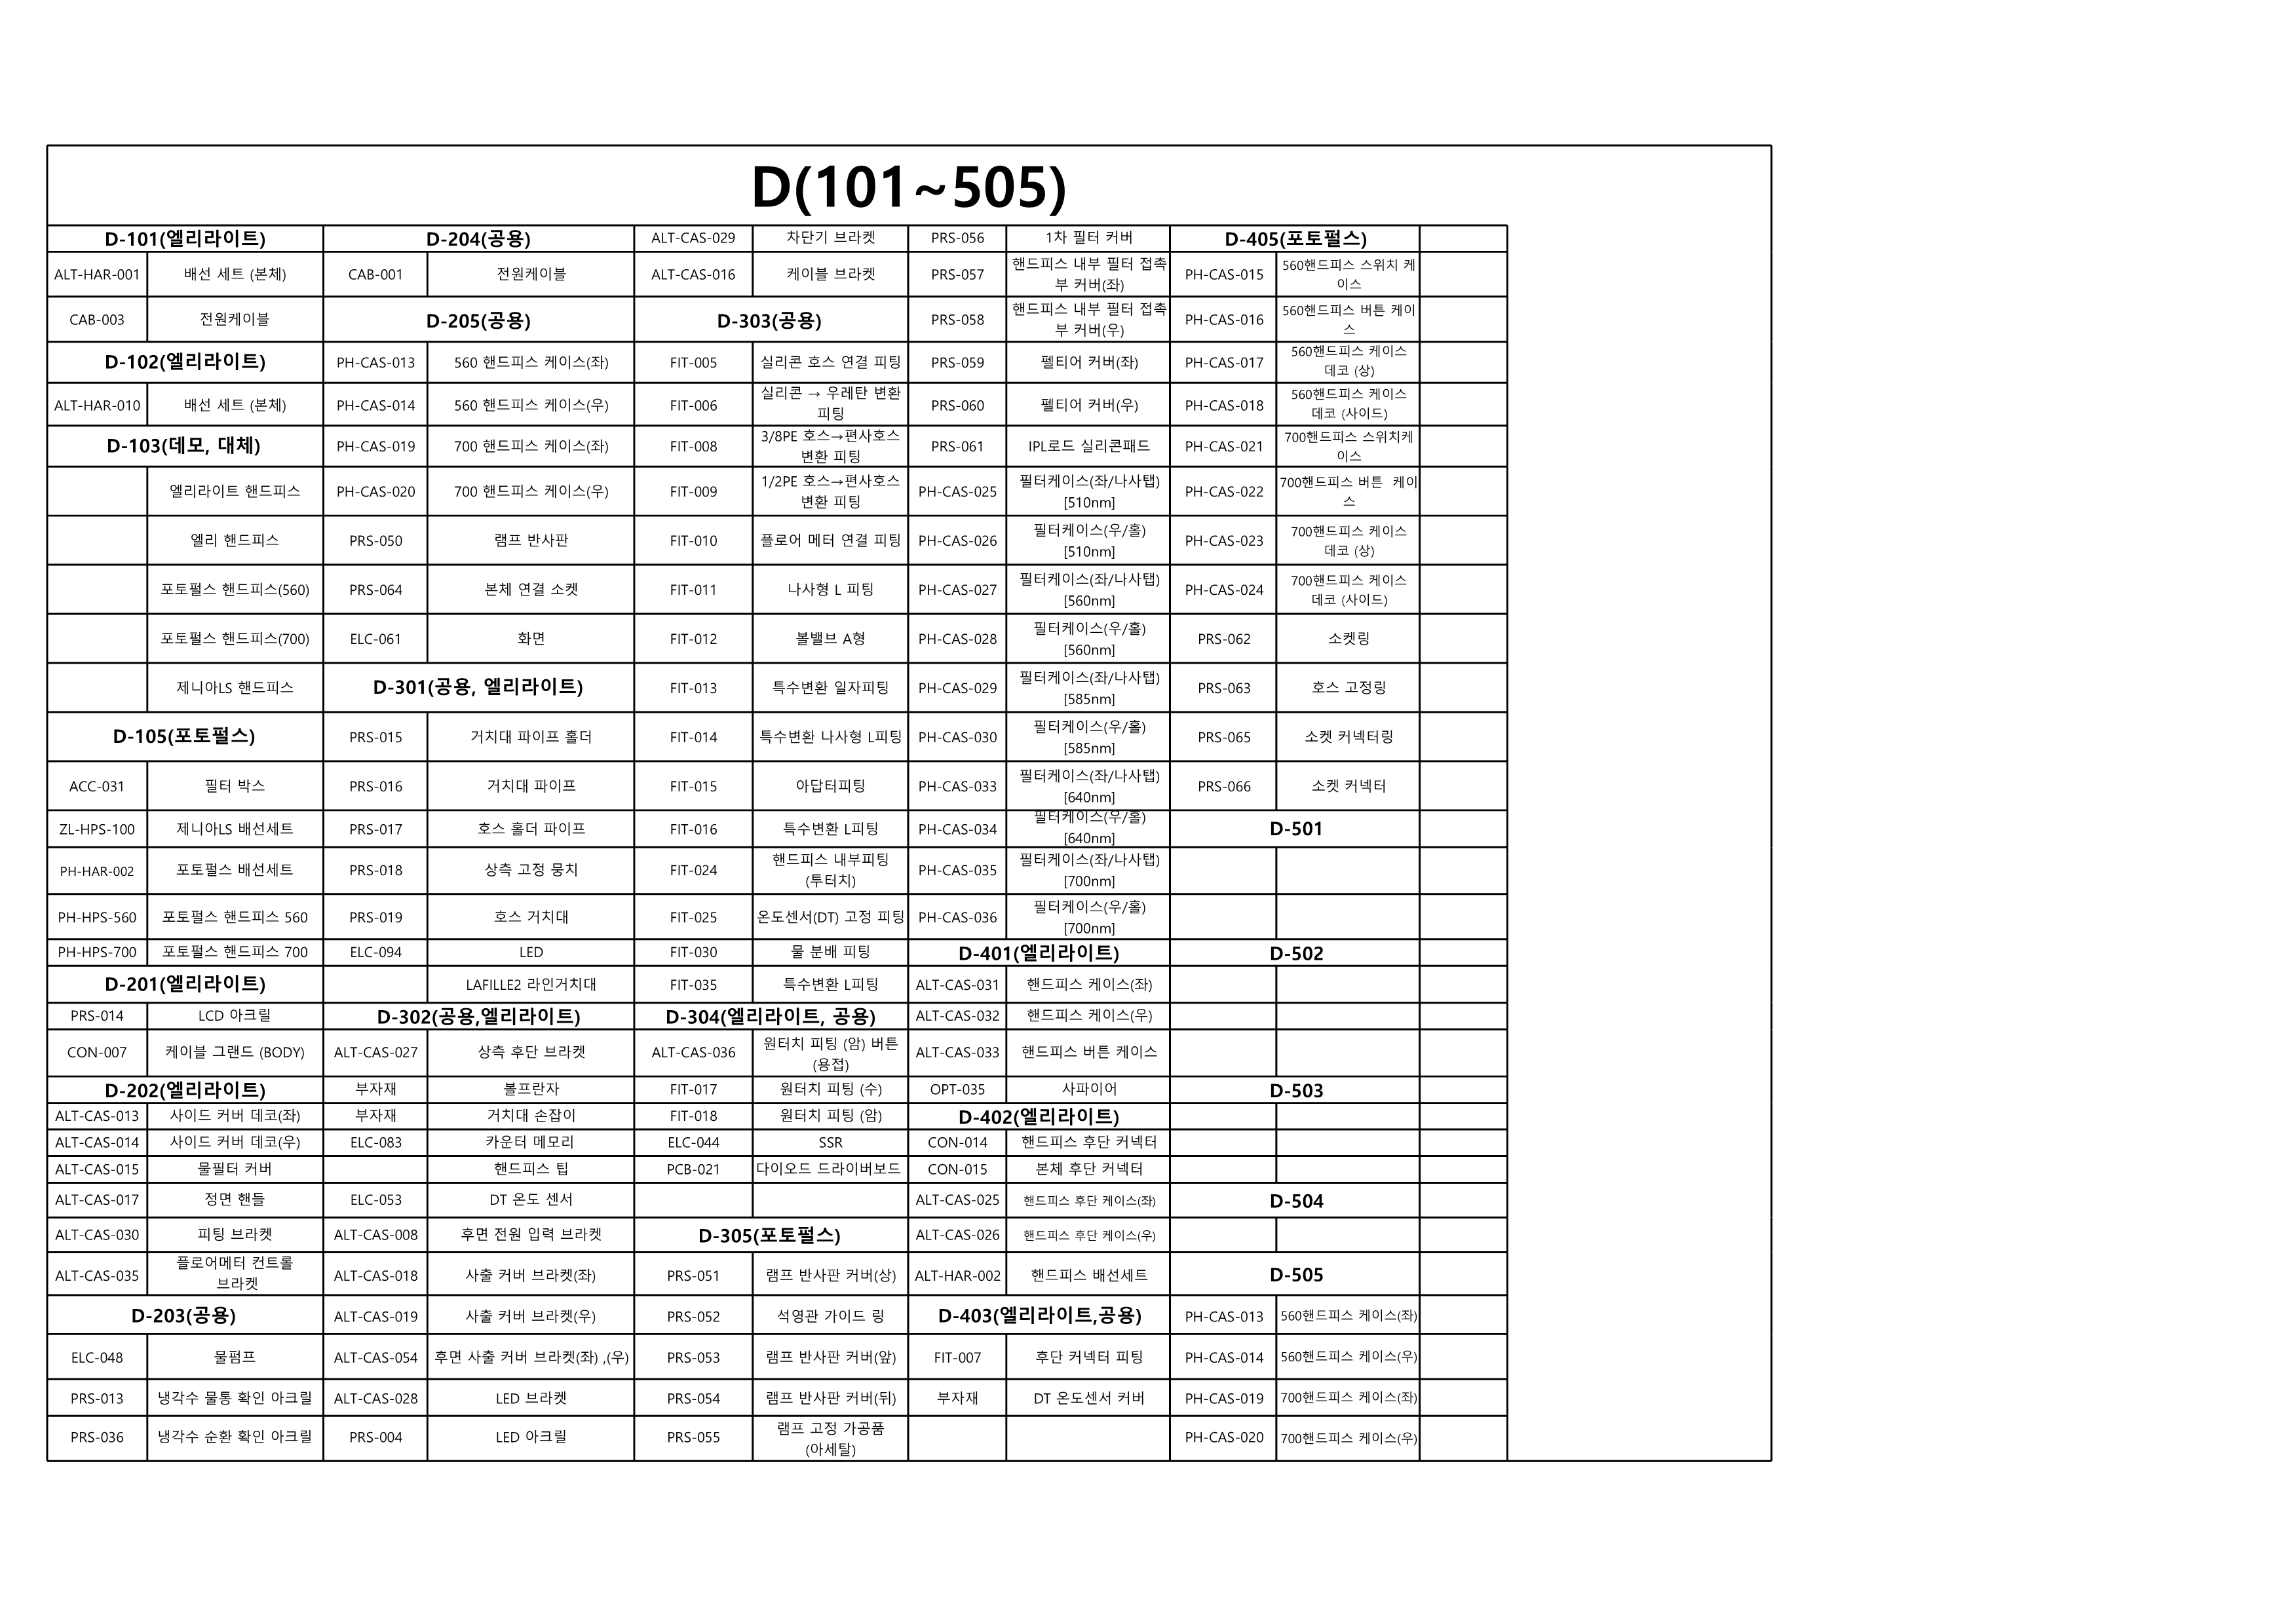 D(101~505)
D-101(엘리라이트)
ALT-HAR-001 배선 세트 (본체)
CAB-003 전원케이블
D-102(엘리라이트)
ALT-HAR-010 배선 세트 (본체)
D-103(데모, 대체)
엘리라이트 핸드피스
엘리 핸드피스
포토펄스 핸드피스(560)
포토펄스 핸드피스(700)
제니아LS 핸드피스
D-105(포토펄스)
ACC-031 필터 박스
ZL-HPS-100 제니아LS 배선세트
PH-HAR-002 포토펄스 배선세트
PH-HPS-560 포토펄스 핸드피스 560
PH-HPS-700 포토펄스 핸드피스 700
D-201(엘리라이트)
PRS-014 LCD 아크릴
CON-007 케이블 그랜드 (BODY)
D-202(엘리라이트)
ALT-CAS-013 사이드 커버 데코(좌)
ALT-CAS-014 사이드 커버 데코(우)
ALT-CAS-015 물필터 커버
ALT-CAS-017 정면 핸들
ALT-CAS-030 피팅 브라켓
ALT-CAS-035 플로어메터 컨트롤
브라켓
D-203(공용)
ELC-048 물펌프
PRS-013 냉각수 물통 확인 아크릴
PRS-036 냉각수 순환 확인 아크릴
D-204(공용)
CAB-001 전원케이블
D-205(공용)
PH-CAS-013 560 핸드피스 케이스(좌)
PH-CAS-014 560 핸드피스 케이스(우)
PH-CAS-019 700 핸드피스 케이스(좌)
PH-CAS-020 700 핸드피스 케이스(우)
PRS-050 램프 반사판
PRS-064 본체 연결 소켓
ELC-061 화면
D-301(공용, 엘리라이트)
PRS-015 거치대 파이프 홀더
PRS-016 거치대 파이프
PRS-017 호스 홀더 파이프
PRS-018 상측 고정 뭉치
PRS-019 호스 거치대
ELC-094 LED
LAFILLE2 라인거치대
D-302(공용,엘리라이트)
ALT-CAS-027 상측 후단 브라켓
부자재 볼프란자
부자재 거치대 손잡이
ELC-083 카운터 메모리
핸드피스 팁
ELC-053 DT 온도 센서
ALT-CAS-008 후면 전원 입력 브라켓
ALT-CAS-018 사출 커버 브라켓(좌)
ALT-CAS-019 사출 커버 브라켓(우)
ALT-CAS-054 후면 사출 커버 브라켓(좌) ,(우)
ALT-CAS-028 LED 브라켓
PRS-004 LED 아크릴
ALT-CAS-029 차단기 브라켓
ALT-CAS-016 케이블 브라켓
D-303(공용)
FIT-005 실리콘 호스 연결 피팅
FIT-006 실리콘 → 우레탄 변환
피팅
FIT-008 3/8PE 호스→편사호스
변환 피팅
FIT-009 1/2PE 호스→편사호스
변환 피팅
FIT-010 플로어 메터 연결 피팅
FIT-011 나사형 L 피팅
FIT-012 볼밸브 A형
FIT-013 특수변환 일자피팅
FIT-014 특수변환 나사형 L피팅
FIT-015 아답터피팅
FIT-016 특수변환 L피팅
FIT-024 핸드피스 내부피팅
(투터치)
FIT-025 온도센서(DT) 고정 피팅
FIT-030 물 분배 피팅
FIT-035 특수변환 L피팅
D-304(엘리라이트, 공용)
ALT-CAS-036 원터치 피팅 (암) 버튼
(용접)
FIT-017 원터치 피팅 (수)
FIT-018 원터치 피팅 (암)
ELC-044 SSR
PCB-021 다이오드 드라이버보드
D-305(포토펄스)
PRS-051 램프 반사판 커버(상)
PRS-052 석영관 가이드 링
PRS-053 램프 반사판 커버(앞)
PRS-054 램프 반사판 커버(뒤)
PRS-055 램프 고정 가공품
(아세탈)
PRS-056 1차 필터 커버
PRS-057 핸드피스 내부 필터 접촉
부 커버(좌)
PRS-058 핸드피스 내부 필터 접촉
부 커버(우)
PRS-059 펠티어 커버(좌)
PRS-060 펠티어 커버(우)
PRS-061 IPL로드 실리콘패드
PH-CAS-025 필터케이스(좌/나사탭)
[510nm]
PH-CAS-026 필터케이스(우/홀)
[510nm]
PH-CAS-027 필터케이스(좌/나사탭)
[560nm]
PH-CAS-028 필터케이스(우/홀)
[560nm]
PH-CAS-029 필터케이스(좌/나사탭)
[585nm]
PH-CAS-030 필터케이스(우/홀)
[585nm]
PH-CAS-033 필터케이스(좌/나사탭)
[640nm]
PH-CAS-034 필터케이스(우/홀)
[640nm]
PH-CAS-035 필터케이스(좌/나사탭)
[700nm]
PH-CAS-036 필터케이스(우/홀)
[700nm]
D-401(엘리라이트)
ALT-CAS-031 핸드피스 케이스(좌)
ALT-CAS-032 핸드피스 케이스(우)
ALT-CAS-033 핸드피스 버튼 케이스
OPT-035 사파이어
D-402(엘리라이트)
CON-014 핸드피스 후단 커넥터
CON-015 본체 후단 커넥터
ALT-CAS-025 핸드피스 후단 케이스(좌)
ALT-CAS-026 핸드피스 후단 케이스(우)
ALT-HAR-002 핸드피스 배선세트
D-403(엘리라이트,공용)
FIT-007 후단 커넥터 피팅
부자재 DT 온도센서 커버
D-405(포토펄스)
PH-CAS-015 560핸드피스 스위치 케
이스
PH-CAS-016 560핸드피스 버튼 케이
스
PH-CAS-017 560핸드피스 케이스
데코 (상)
PH-CAS-018 560핸드피스 케이스
데코 (사이드)
PH-CAS-021 700핸드피스 스위치케
이스
PH-CAS-022 700핸드피스 버튼 케이
스
PH-CAS-023 700핸드피스 케이스
데코 (상)
PH-CAS-024 700핸드피스 케이스
데코 (사이드)
PRS-062 소켓링
PRS-063 호스 고정링
PRS-065 소켓 커넥터링
PRS-066 소켓 커넥터
D-501
D-502
D-503
D-504
D-505
PH-CAS-013 560핸드피스 케이스(좌)
PH-CAS-014 560핸드피스 케이스(우)
PH-CAS-019 700핸드피스 케이스(좌)
PH-CAS-020 700핸드피스 케이스(우)